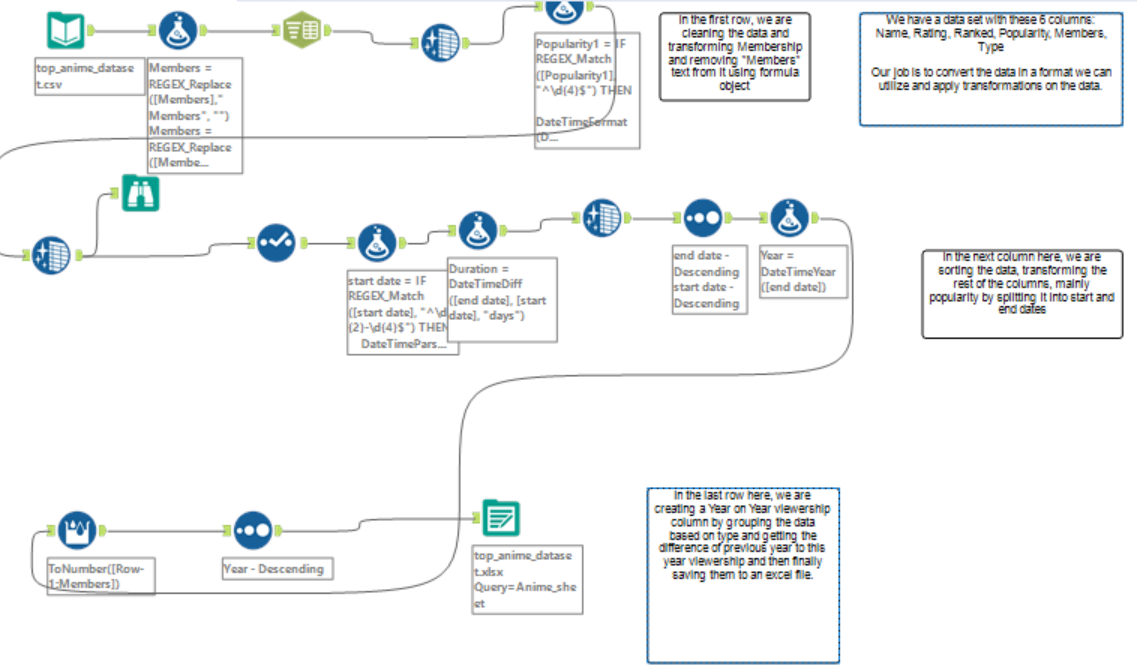 top_anime_datase
t.csv
Members =
REGEX_Replace
([Members],"
Members", "")
Members =
REGEX_Replace
([Membe...
Popularity1 = IF
REGEX_Match
([Popularity1],
"^\d{4}$") THEN
DateTimeFormat
(D...
In the first row, we are
cleaning the data and
transforming Membership
and removing "Members"
text from it using formula
object
We have a data set with these 6 columns:
Name, Rating, Ranked, Popularity, Members,
Type
Our job is to convert the data in a format we can
utilize and apply transformations on the data.
start date = IF
REGEX_Match
([start date], "^\d
{2}-\d{4}$") THEN
DateTimePars...
Duration =
DateTimeDiff
([end date], [start
date], "days")
end date -
Descending
start date -
Descending
Year =
DateTimeYear
([end date])
In the next column here, we are
sorting the data, transforming the
rest of the columns, mainly
popularity by splitting it into start and
end dates
ToNumber([Row-
1:Members])
Year - Descending
top_anime_datase
t.xlsx
Query=Anime_she
et
In the last row here, we are
creating a Year on Year viewership
column by grouping the data
based on type and getting the
difference of previous year to this
year viewership and then finally
saving them to an excel file.